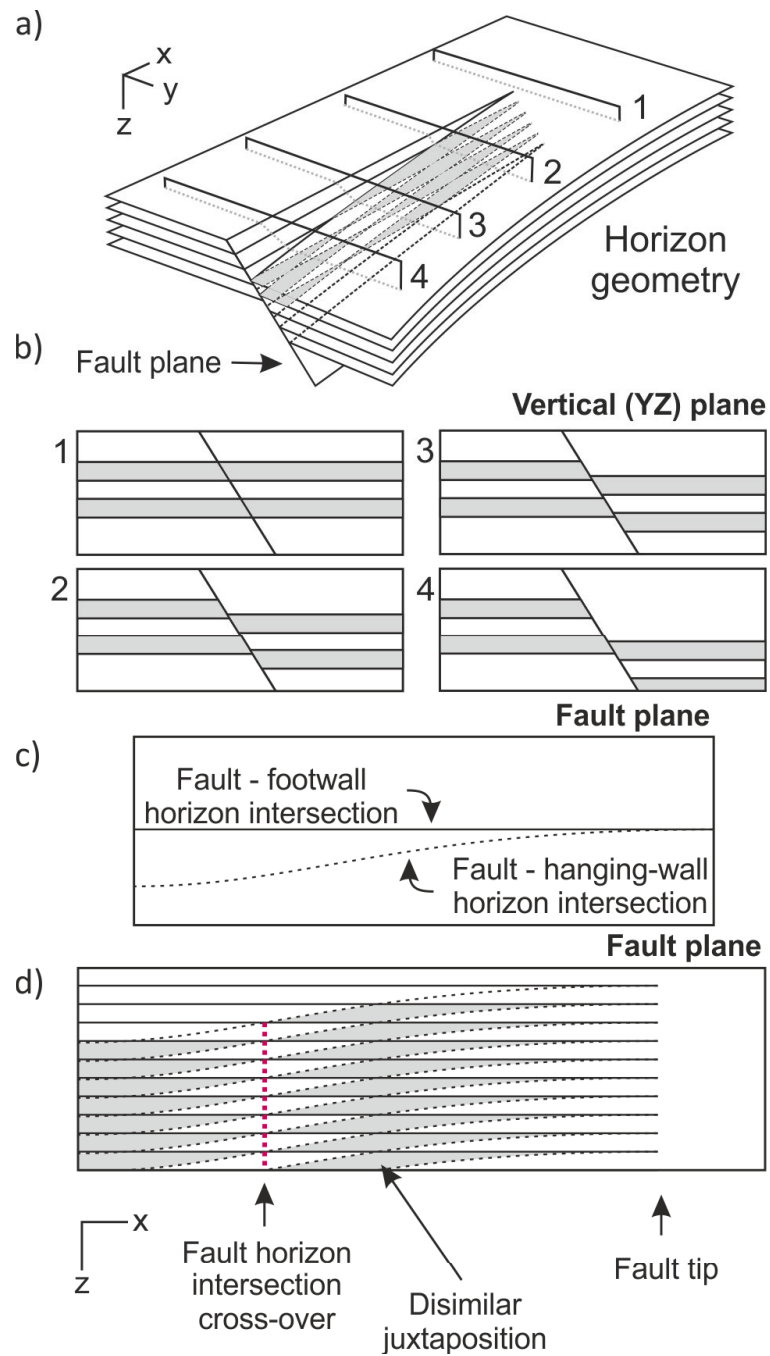 a)
x
y
z
1
2
3
4
Horizon
geometry
Fault plane
b)
Vertical (YZ) plane
1
3
2
4
Fault plane
c)
Fault - footwall
horizon intersection
Fault - hanging-wall
horizon intersection
Fault plane
d)
x
z
Fault horizon
intersection
cross-over
Disimilar
juxtaposition
Fault tip